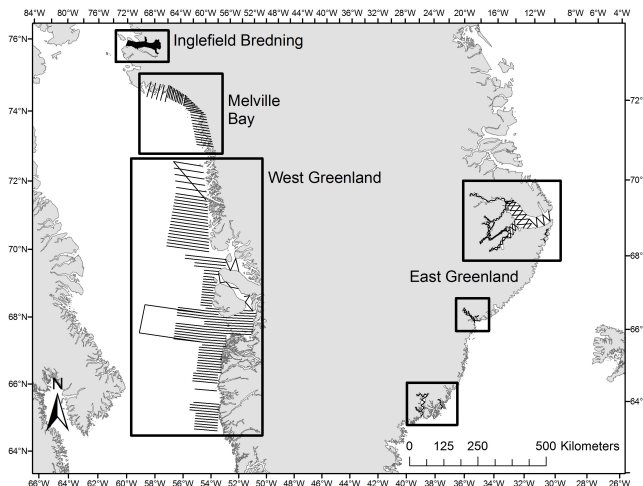 84°W 80°W 76°W 72°W 68°W 64°W 60°W 56°W 52°W 48°W 44°W 40°W 36°W 32°W 28°W 24°W 20°W 16°W 12°W 8°W 6°W 4°W
76°N
Inglefield Bredning
74°N
Melville
Bay
72°N
72°N
West Greenland
70°N
68°N
East Greenland
68°N
66°N
66°N
N
64°N
64°N
0 125 250 500 Kilometers
66°W 64°W 62°W 60°W 58°W 56°W 54°W 52°W 50°W 48°W 46°W 44°W 42°W 40°W 38°W 36°W 34°W 32°W 30°W 28°W 26°W